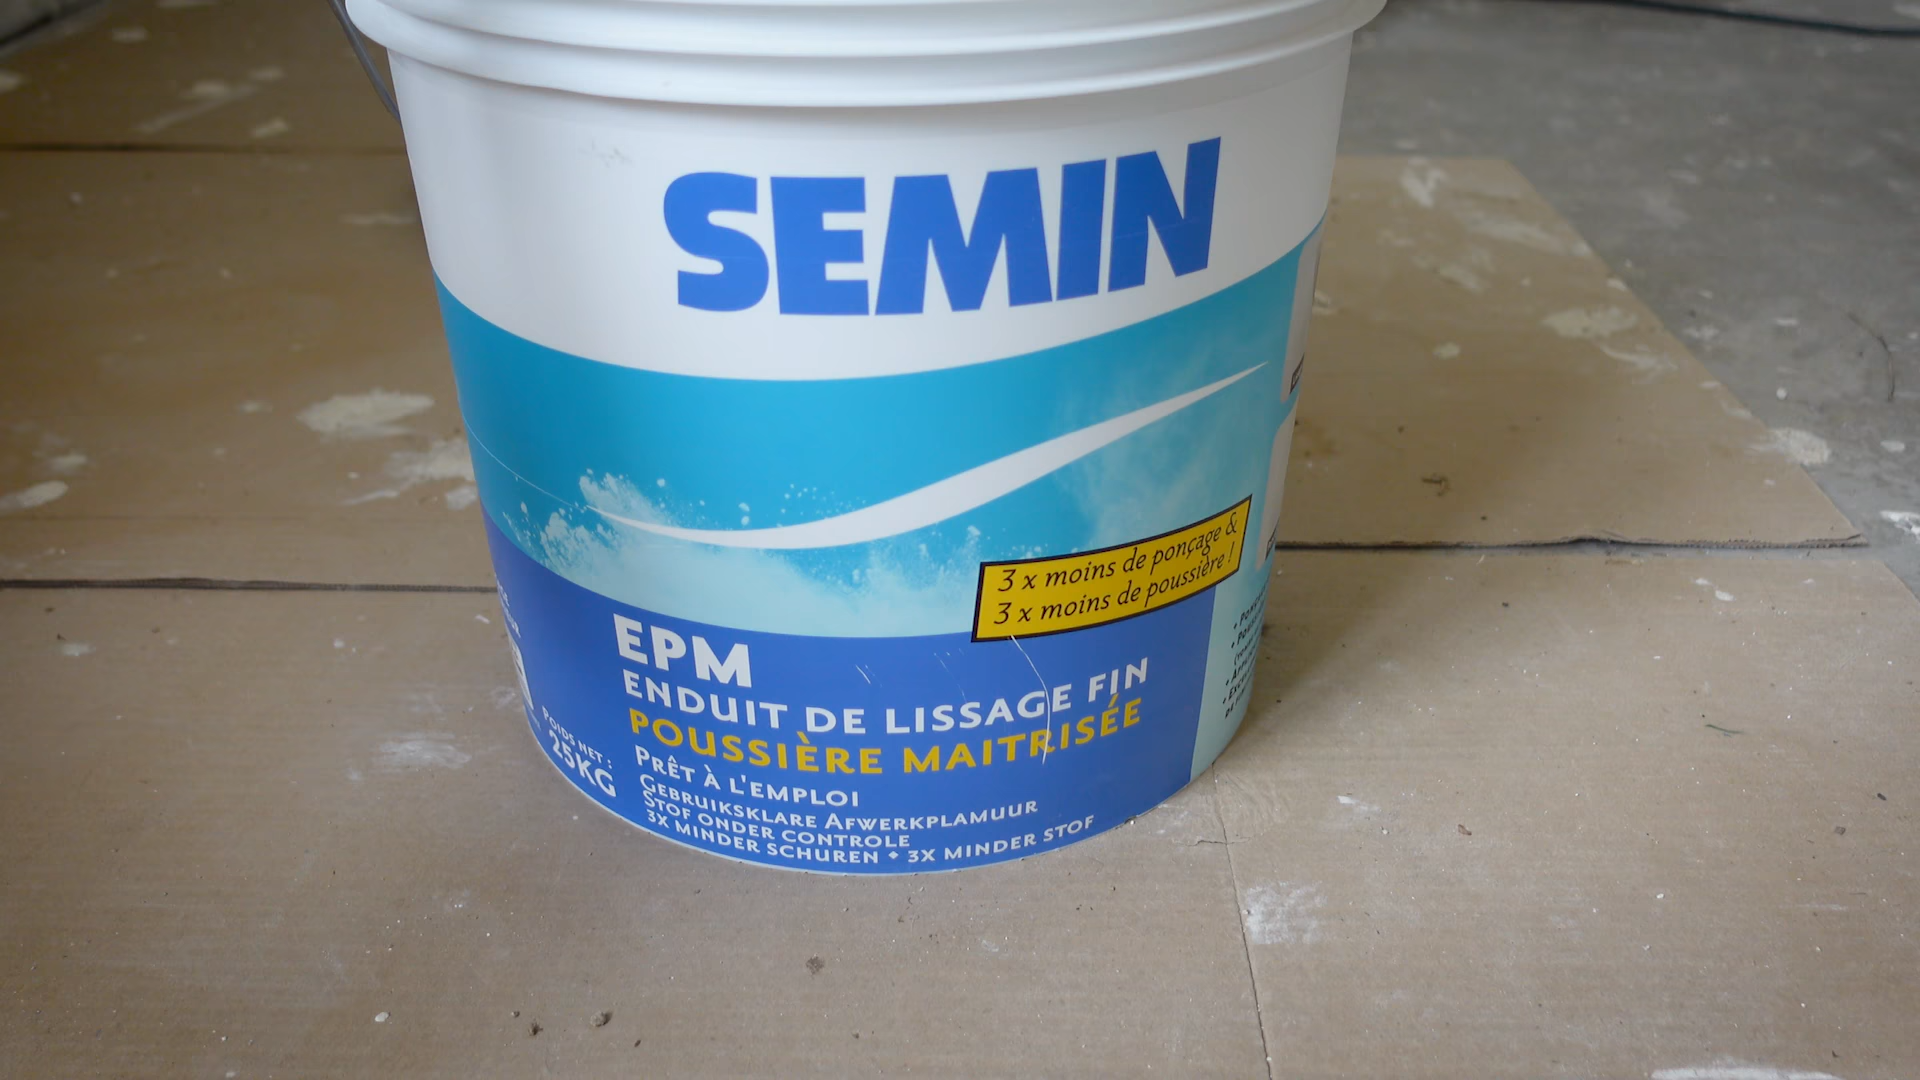 SEMIN
3 x moins de ponçage &
3 x moins de poussière !
EPM
ENDUIT DE LISSAGE FIN
POUSSIÈRE MAITRISÉE
PRÊT À L'EMPLOI
GEBRUIKSKLARE AFWERKPLAMUUR
STOF ONDER CONTROLE
3X MINDER SCHUREN • 3X MINDER STOF
POIDS NET :
25KG